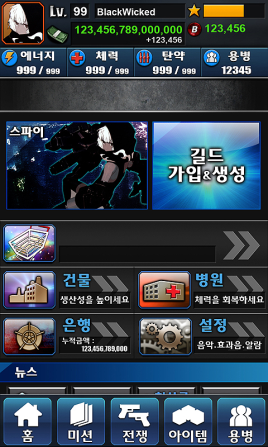 Lv. 99 BlackWicked
123,456,789,000,000
+123,456
B 123,456
에너지 체력 탄약 용병
999 / 999 999 / 999 999 / 999 12345
스파이
길드
가입&생성
건물
생산성을 높이세요
병원
체력을 회복하세요
은행
누적금액 :
123,456,789,000
설정
음악.효과음.알람
뉴스
홈 미션 전쟁 아이템 용병